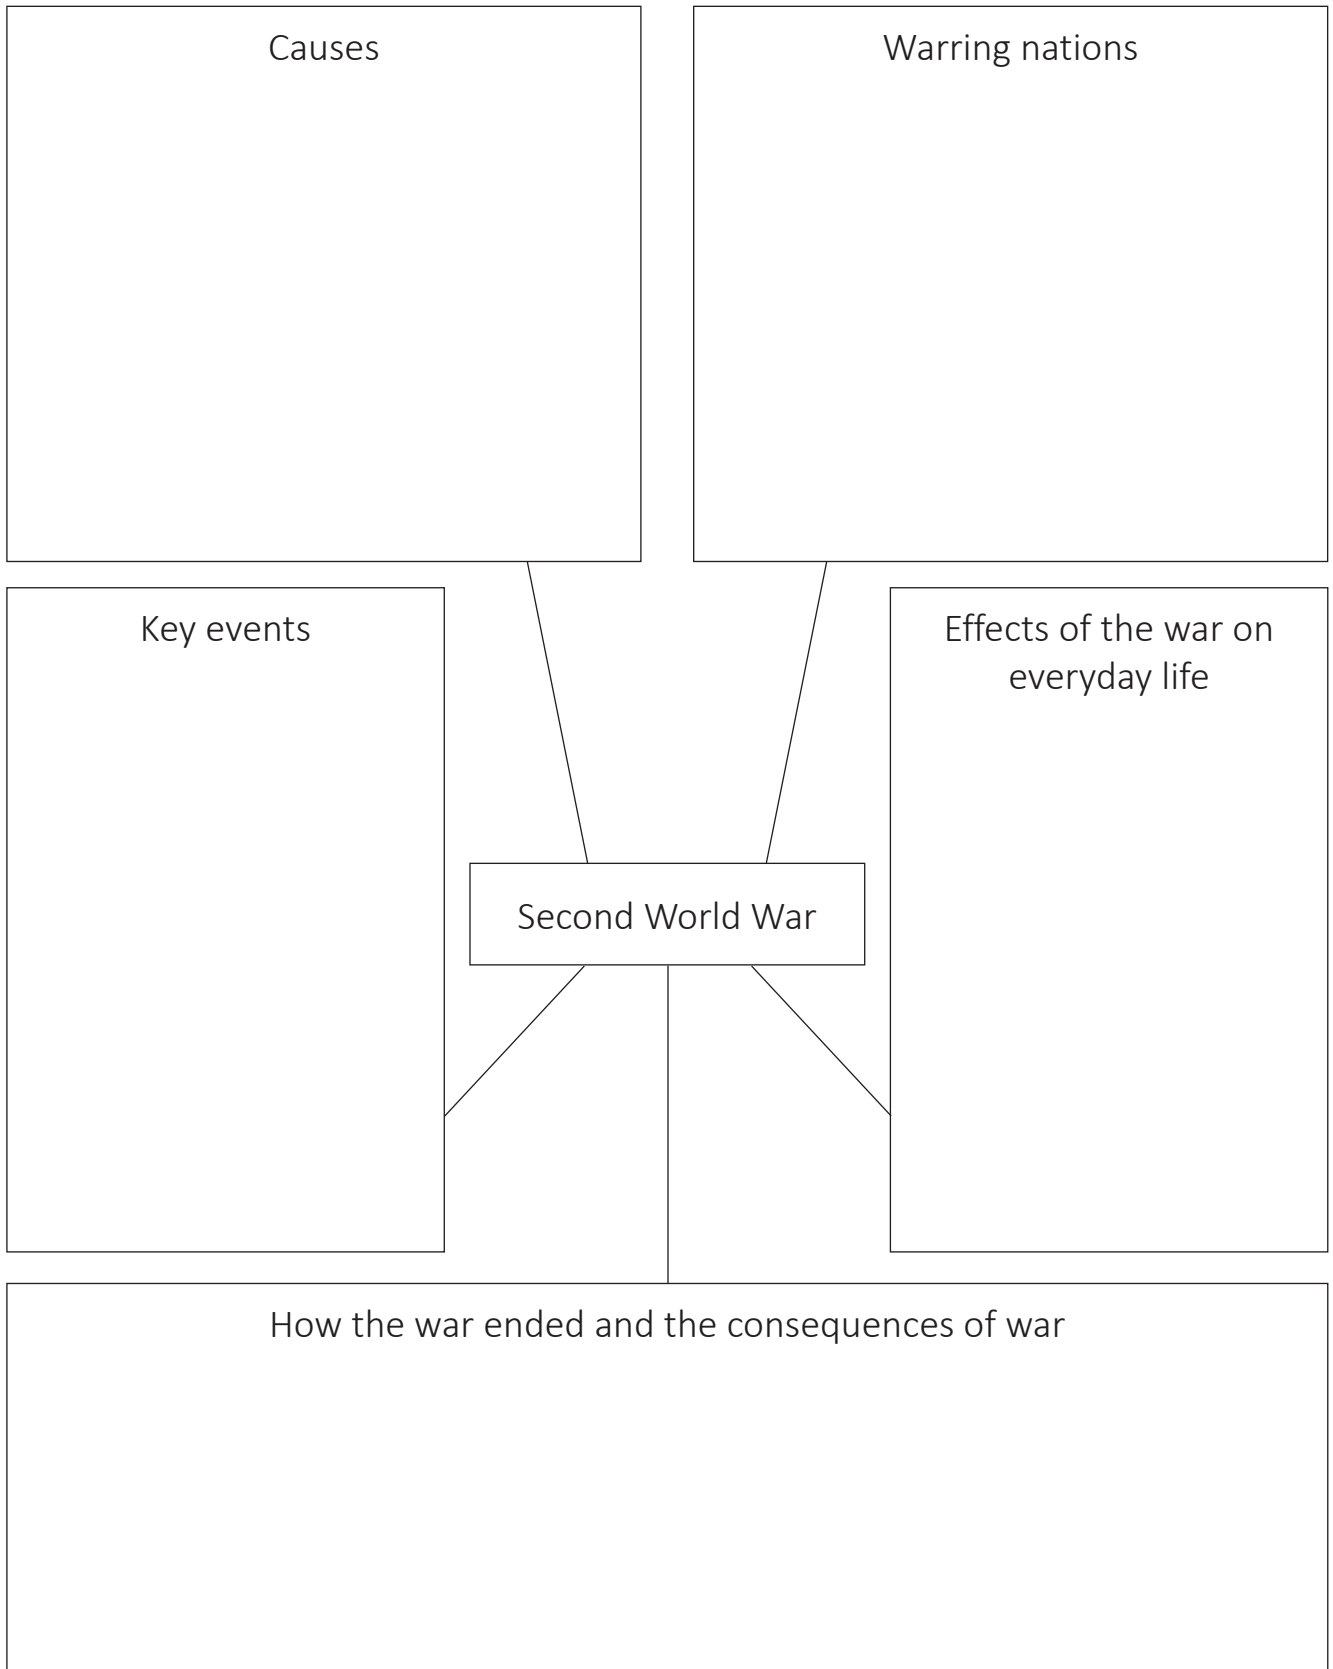 Causes
Warring nations
Key events
Effects of the war on
everyday life
Second World War
How the war ended and the consequences of war